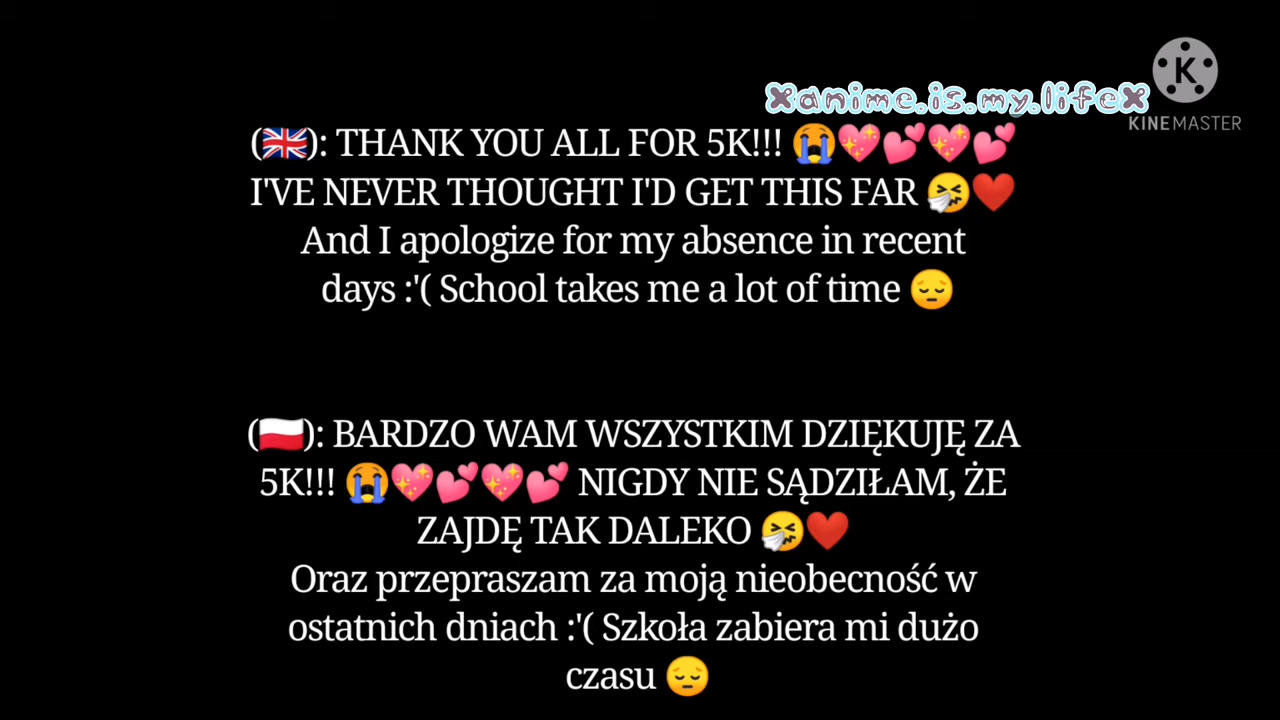 Xanime.is.my.lifeX
KINEMASTER
(🇬🇧): THANK YOU ALL FOR 5K!!! 😭💖💕💖💕
I'VE NEVER THOUGHT I'D GET THIS FAR 🤧❤️
And I apologize for my absence in recent
days :'( School takes me a lot of time 😔
(🇵🇱): BARDZO WAM WSZYSTKIM DZIĘKUJĘ ZA
5K!!! 😭💖💕💖💕 NIGDY NIE SĄDZIŁAM, ŻE
ZAJDĘ TAK DALEKO 🤧❤️
Oraz przepraszam za moją nieobecność w
ostatnich dniach :'( Szkoła zabiera mi dużo
czasu 😔